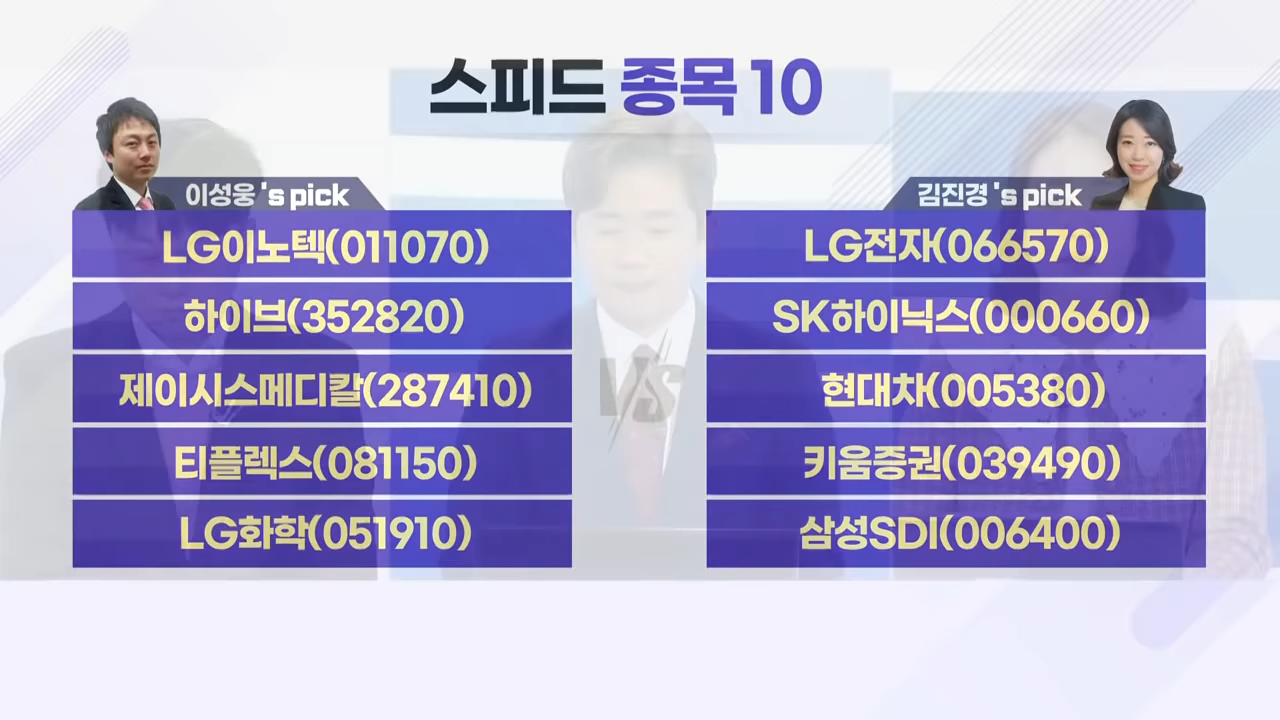 스피드 종목 10
이성웅 's pick
LG이노텍(011070)
하이브(352820)
제이시스메디칼(287410)
티플렉스(081150)
LG화학(051910)
VS
김진경 's pick
LG전자(066570)
SK하이닉스(000660)
현대차(005380)
키움증권(039490)
삼성SDI(006400)